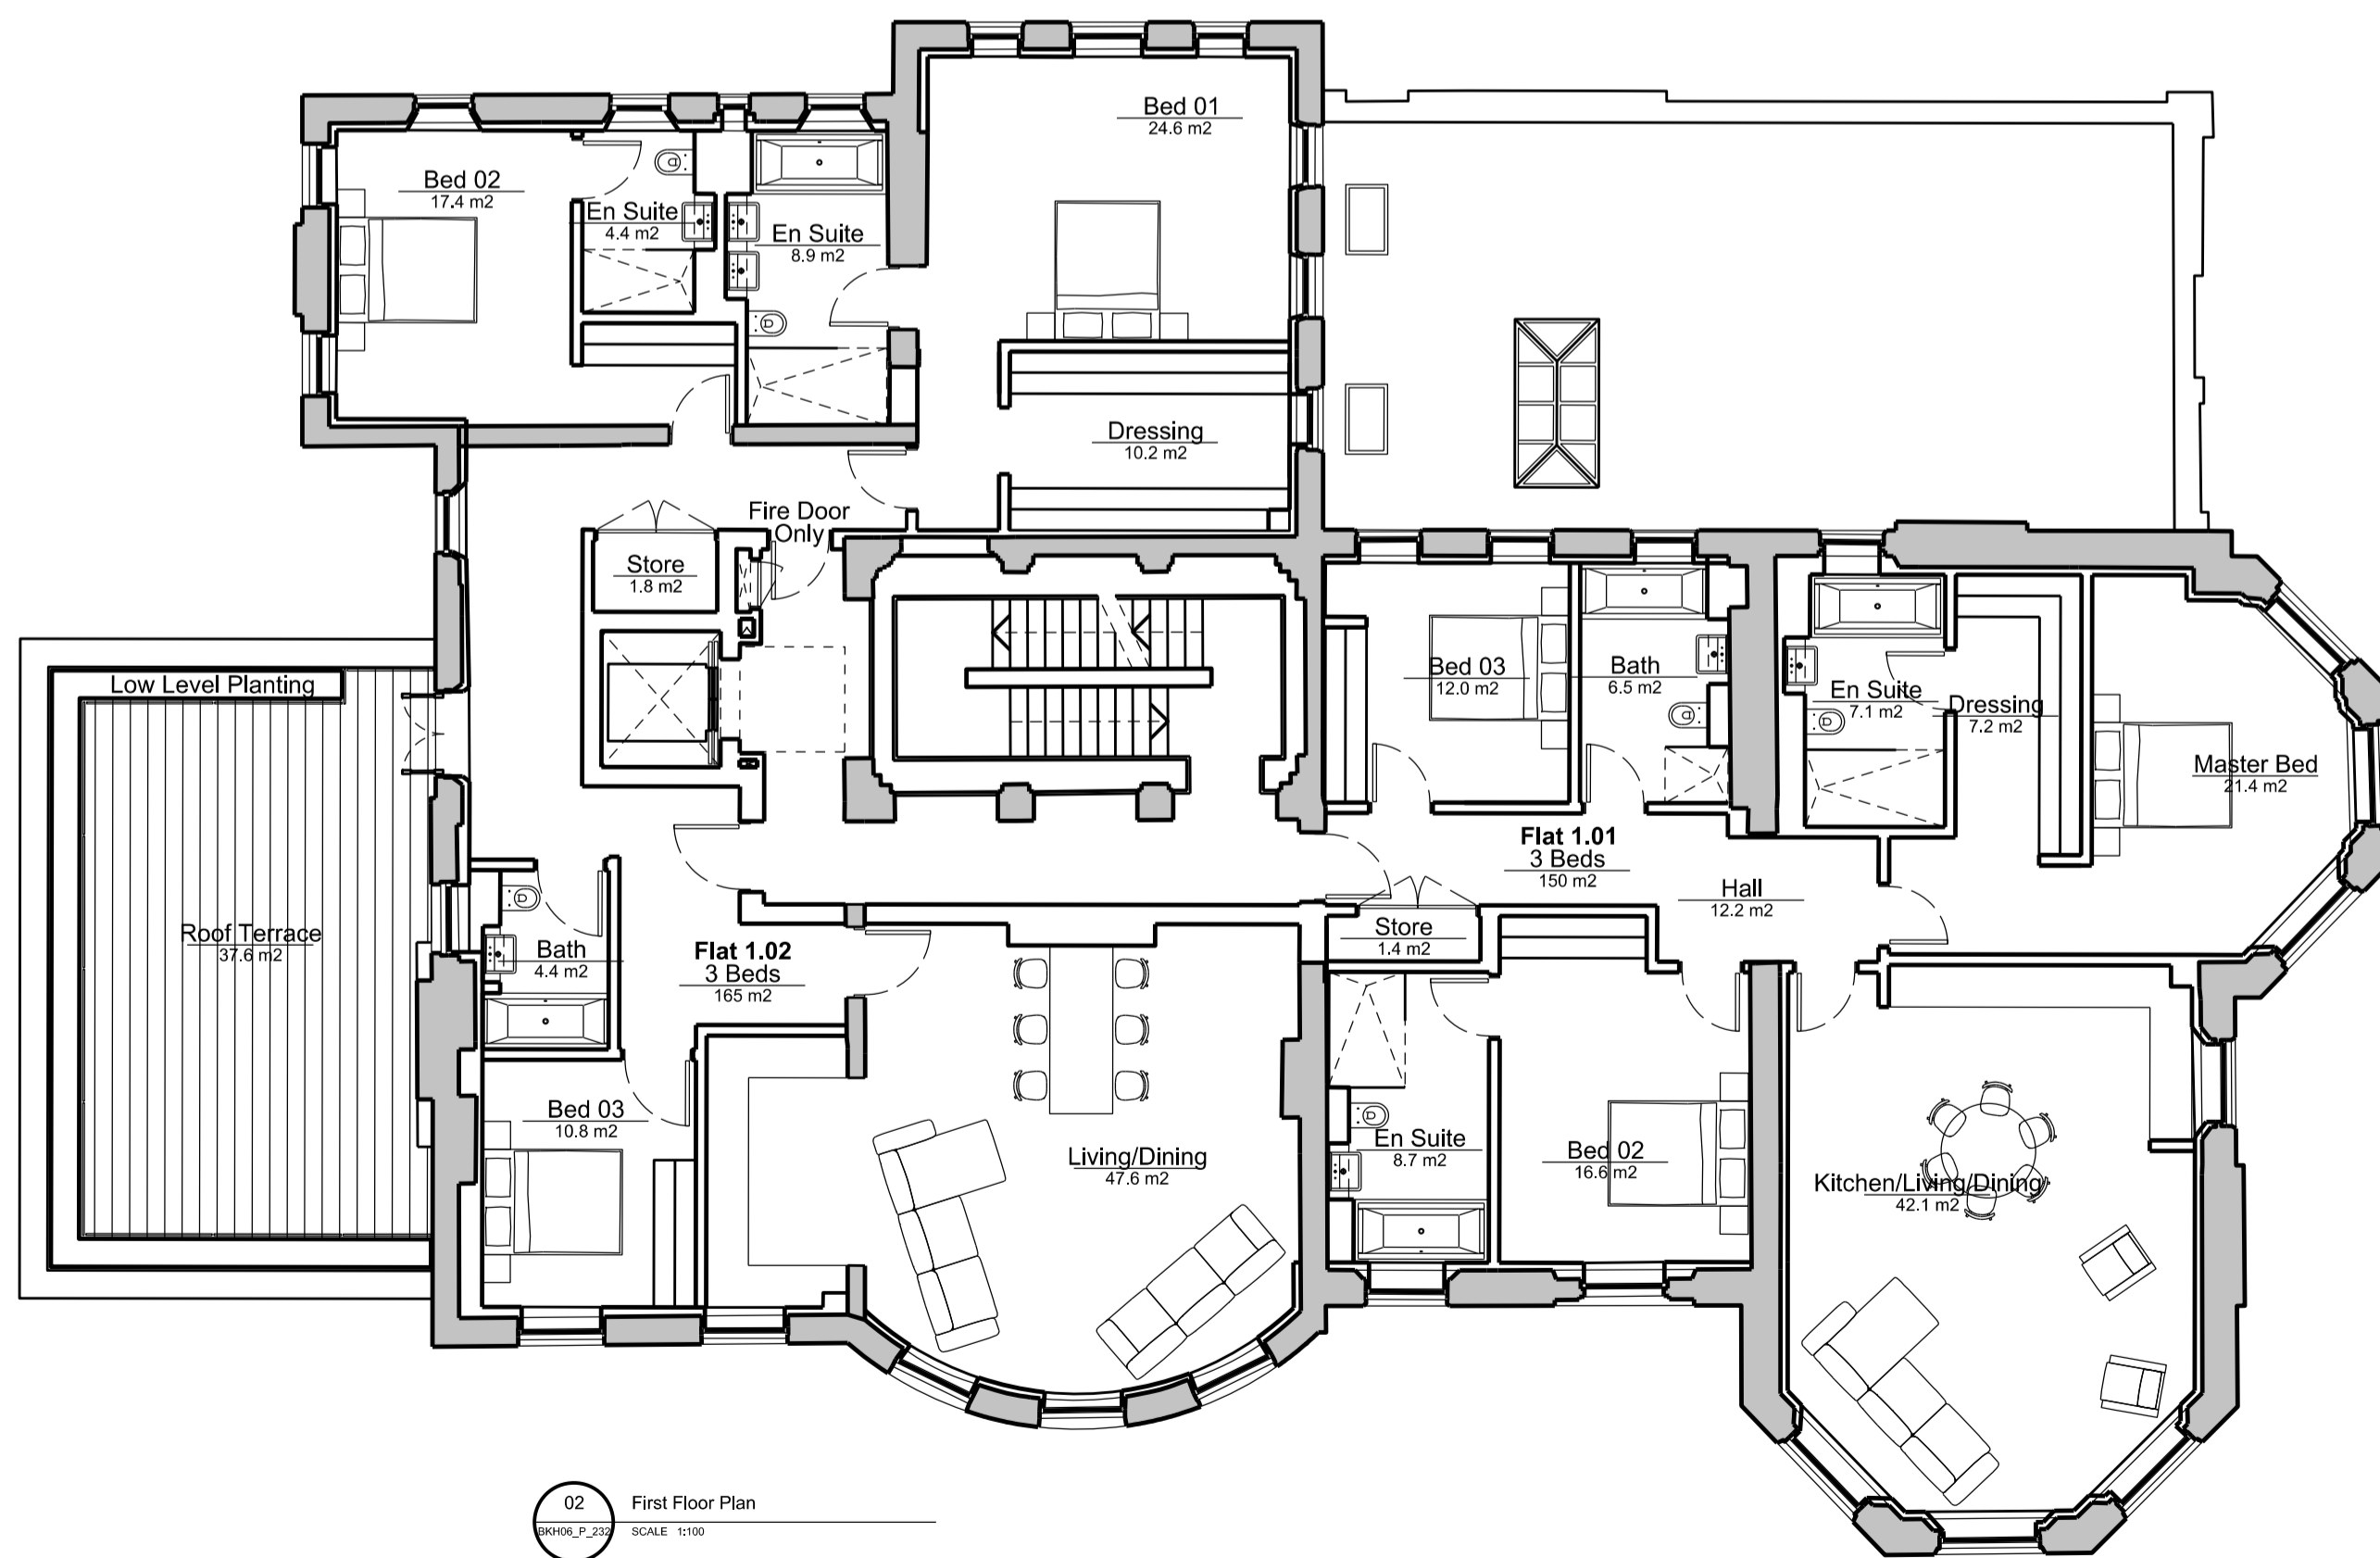 Bed 01
24.6 m2
Bed 02
17.4 m2
En Suite
4.4 m2
En Suite
8.9 m2
Dressing
10.2 m2
Fire Door
Only
Store
1.8 m2
Low Level Planting
Bed 03
12.0 m2
Bath
6.5 m2
En Suite
7.1 m2
Dressing
7.2 m2
Master Bed
21.4 m2
Flat 1.01
3 Beds
150 m2
Hall
12.2 m2
Roof Terrace
37.6 m2
Bath
4.4 m2
Flat 1.02
3 Beds
165 m2
Store
1.4 m2
Bed 03
10.8 m2
Living/Dining
47.6 m2
En Suite
8.7 m2
Bed 02
16.6 m2
Kitchen/Living/Dining
42.1 m2
02
BKH06_P_232
First Floor Plan
SCALE 1:100